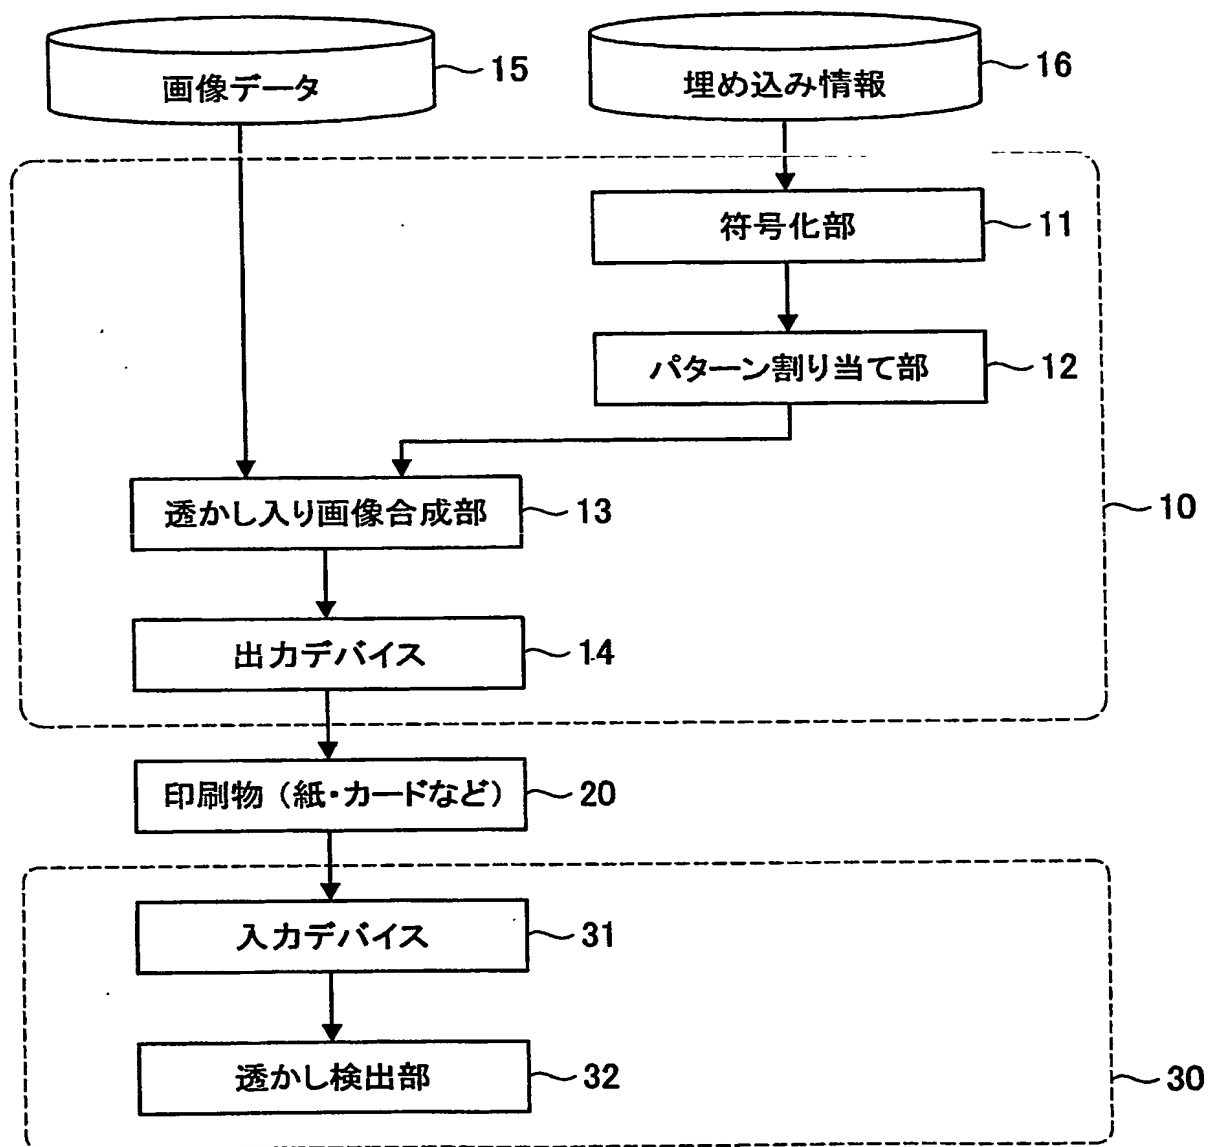 画像データ
15
埋め込み情報
16
符号化部
11
パターン割り当て部
12
透かし入り画像合成部
13
10
出力デバイス
14
印刷物(紙・カードなど)
20
入力デバイス
31
透かし検出部
32
30